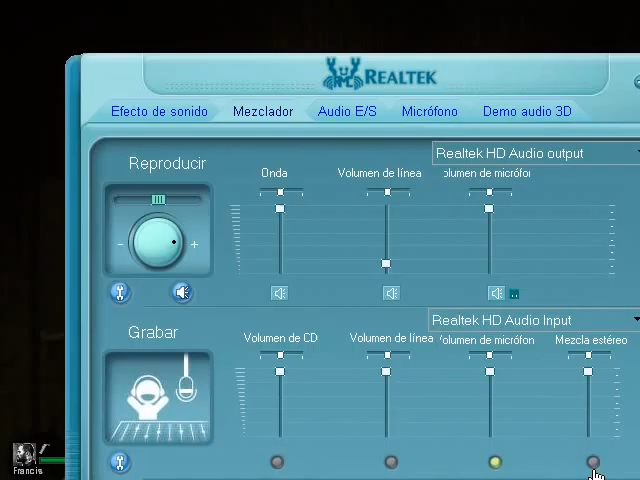 REALTEK
Efecto de sonido Mezclador Audio E/S Micrófono Demo audio 3D
Reproducir
Realtek HD Audio output
Onda Volumen de línea olumen de micrófor
- +
Grabar
Realtek HD Audio Input
Volumen de CD Volumen de línea olumen de micrófon Mezcla estéreo
Francis